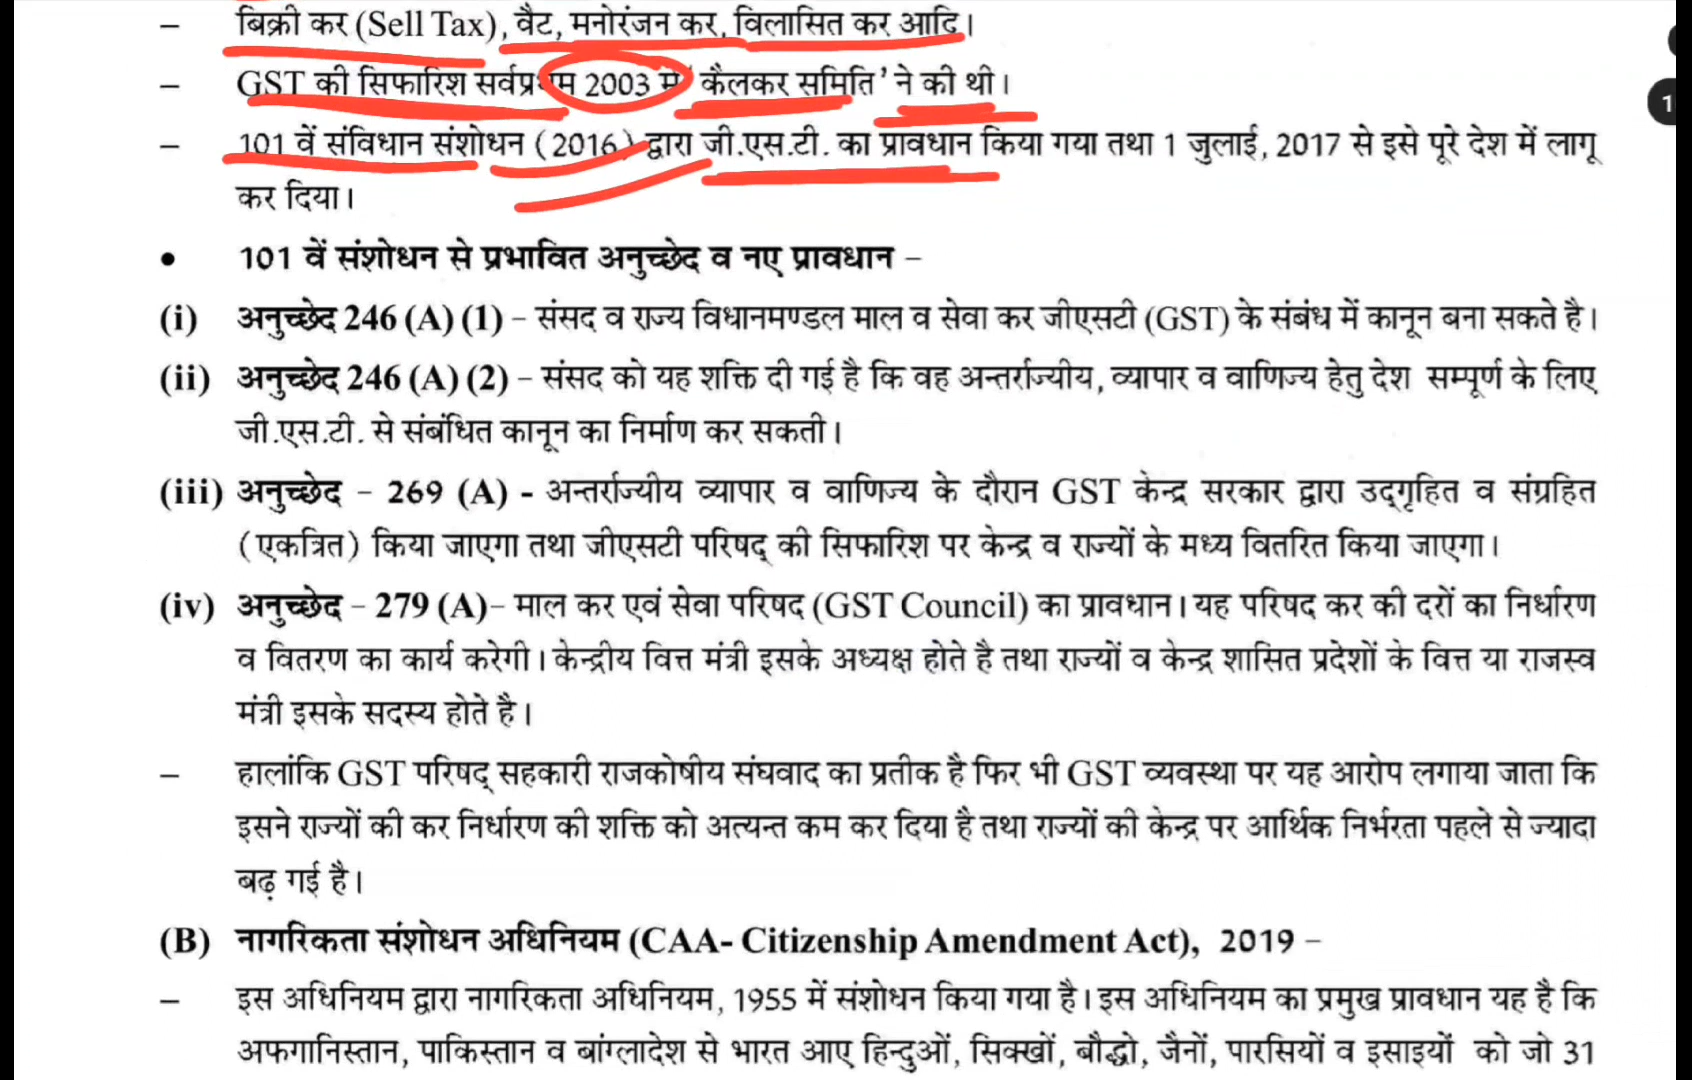 – बिक्री कर (Sell Tax), वैट, मनोरंजन कर, विलासित कर आदि।
– GST की सिफारिश सर्वप्रथम 2003 में 'कैलकर समिति' ने की थी।
– 101 वें संविधान संशोधन (2016) द्वारा जी.एस.टी. का प्रावधान किया गया तथा 1 जुलाई, 2017 से इसे पूरे देश में लागू
कर दिया।
• 101 वें संशोधन से प्रभावित अनुच्छेद व नए प्रावधान –
(i) अनुच्छेद 246 (A) (1) – संसद व राज्य विधानमण्डल माल व सेवा कर जीएसटी (GST) के संबंध में कानून बना सकते है।
(ii) अनुच्छेद 246 (A) (2) – संसद को यह शक्ति दी गई है कि वह अन्तर्राज्यीय, व्यापार व वाणिज्य हेतु देश सम्पूर्ण के लिए
जी.एस.टी. से संबंधित कानून का निर्माण कर सकती।
(iii) अनुच्छेद – 269 (A) - अन्तर्राज्यीय व्यापार व वाणिज्य के दौरान GST केन्द्र सरकार द्वारा उद्‌गृहित व संग्रहित
(एकत्रित) किया जाएगा तथा जीएसटी परिषद् की सिफारिश पर केन्द्र व राज्यों के मध्य वितरित किया जाएगा।
(iv) अनुच्छेद – 279 (A)– माल कर एवं सेवा परिषद (GST Council) का प्रावधान। यह परिषद कर की दरों का निर्धारण
व वितरण का कार्य करेगी। केन्द्रीय वित्त मंत्री इसके अध्यक्ष होते है तथा राज्यों व केन्द्र शासित प्रदेशों के वित्त या राजस्व
मंत्री इसके सदस्य होते है।
– हालांकि GST परिषद् सहकारी राजकोषीय संघवाद का प्रतीक है फिर भी GST व्यवस्था पर यह आरोप लगाया जाता कि
इसने राज्यों की कर निर्धारण की शक्ति को अत्यन्त कम कर दिया है तथा राज्यों की केन्द्र पर आर्थिक निर्भरता पहले से ज्यादा
बढ़ गई है।
(B) नागरिकता संशोधन अधिनियम (CAA- Citizenship Amendment Act), 2019 –
– इस अधिनियम द्वारा नागरिकता अधिनियम, 1955 में संशोधन किया गया है। इस अधिनियम का प्रमुख प्रावधान यह है कि
अफगानिस्तान, पाकिस्तान व बांग्लादेश से भारत आए हिन्दुओं, सिक्खों, बौद्धो, जैनों, पारसियों व इसाइयों को जो 31
1